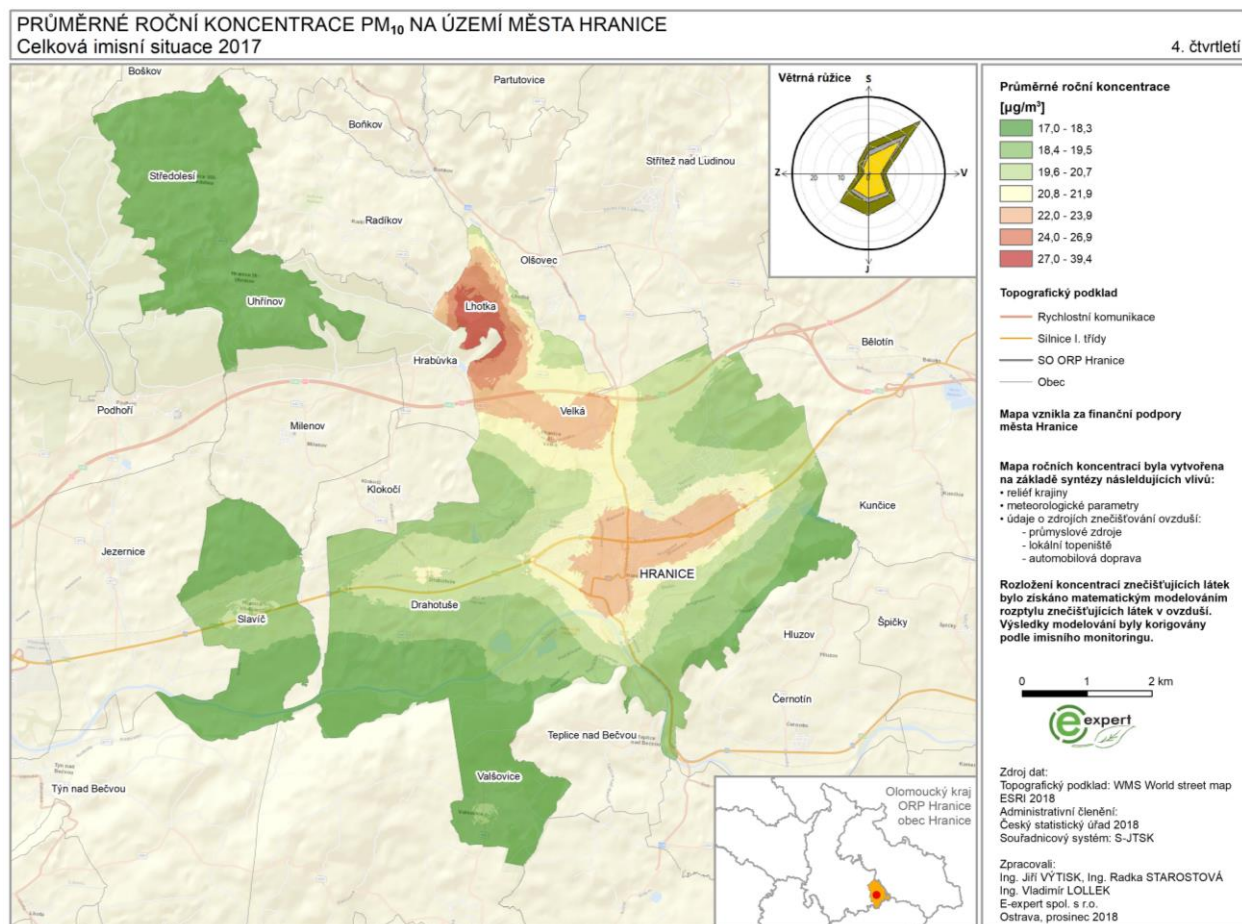 PRŮMĚRNÉ ROČNÍ KONCENTRACE PM₁₀ NA ÚZEMÍ MĚSTA HRANICE
Celková imisní situace 2017
4. čtvrtletí
Boškov
Partutovice
Boňkov
Středolesí
Střítež nad Ludinou
Radíkov
Olšovec
Uhřínov
Lhotka
Hrabůvka
Bělotín
Podhoří
Velká
Milenov
Klokočí
Kunčice
Jezernice
HRANICE
Drahotuše
Slavíč
Hluzov
Špičky
Černotín
Teplice nad Bečvou
Valšovice
Týn nad Bečvou
Větrná růžice
S
Z
V
J
20
10
0
Olomoucký kraj
ORP Hranice
obec Hranice
Průměrné roční koncentrace
[µg/m³]
17,0 - 18,3
18,4 - 19,5
19,6 - 20,7
20,8 - 21,9
22,0 - 23,9
24,0 - 26,9
27,0 - 39,4
Topografický podklad
Rychlostní komunikace
Silnice I. třídy
SO ORP Hranice
Obec
Mapa vznikla za finanční podpory
města Hranice
Mapa ročních koncentrací byla vytvořena
na základě syntézy násleldujících vlivů:
• reliéf krajiny
• meteorologické parametry
• údaje o zdrojích znečišťování ovzduší:
- průmyslové zdroje
- lokální topeniště
- automobilová doprava
Rozložení koncentrací znečišťujících látek
bylo získáno matematickým modelováním
rozptylu znečišťujících látek v ovzduší.
Výsledky modelování byly korigovány
podle imisního monitoringu.
0 1 2 km
e expert
Zdroj dat:
Topografický podklad: WMS World street map
ESRI 2018
Administrativní členění:
Český statistický úřad 2018
Souřadnicový systém: S-JTSK
Zpracovali:
Ing. Jiří VÝTISK, Ing. Radka STAROSTOVÁ
Ing. Vladimír LOLLEK
E-expert spol. s r.o.
Ostrava, prosinec 2018